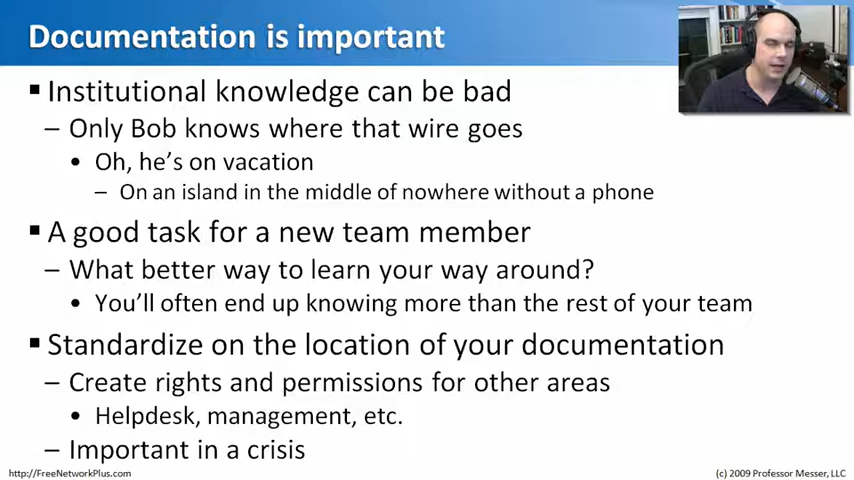 Documentation is important
▪ Institutional knowledge can be bad
– Only Bob knows where that wire goes
• Oh, he's on vacation
– On an island in the middle of nowhere without a phone
▪ A good task for a new team member
– What better way to learn your way around?
• You'll often end up knowing more than the rest of your team
▪ Standardize on the location of your documentation
– Create rights and permissions for other areas
• Helpdesk, management, etc.
– Important in a crisis
http://FreeNetworkPlus.com
(c) 2009 Professor Messer, LLC